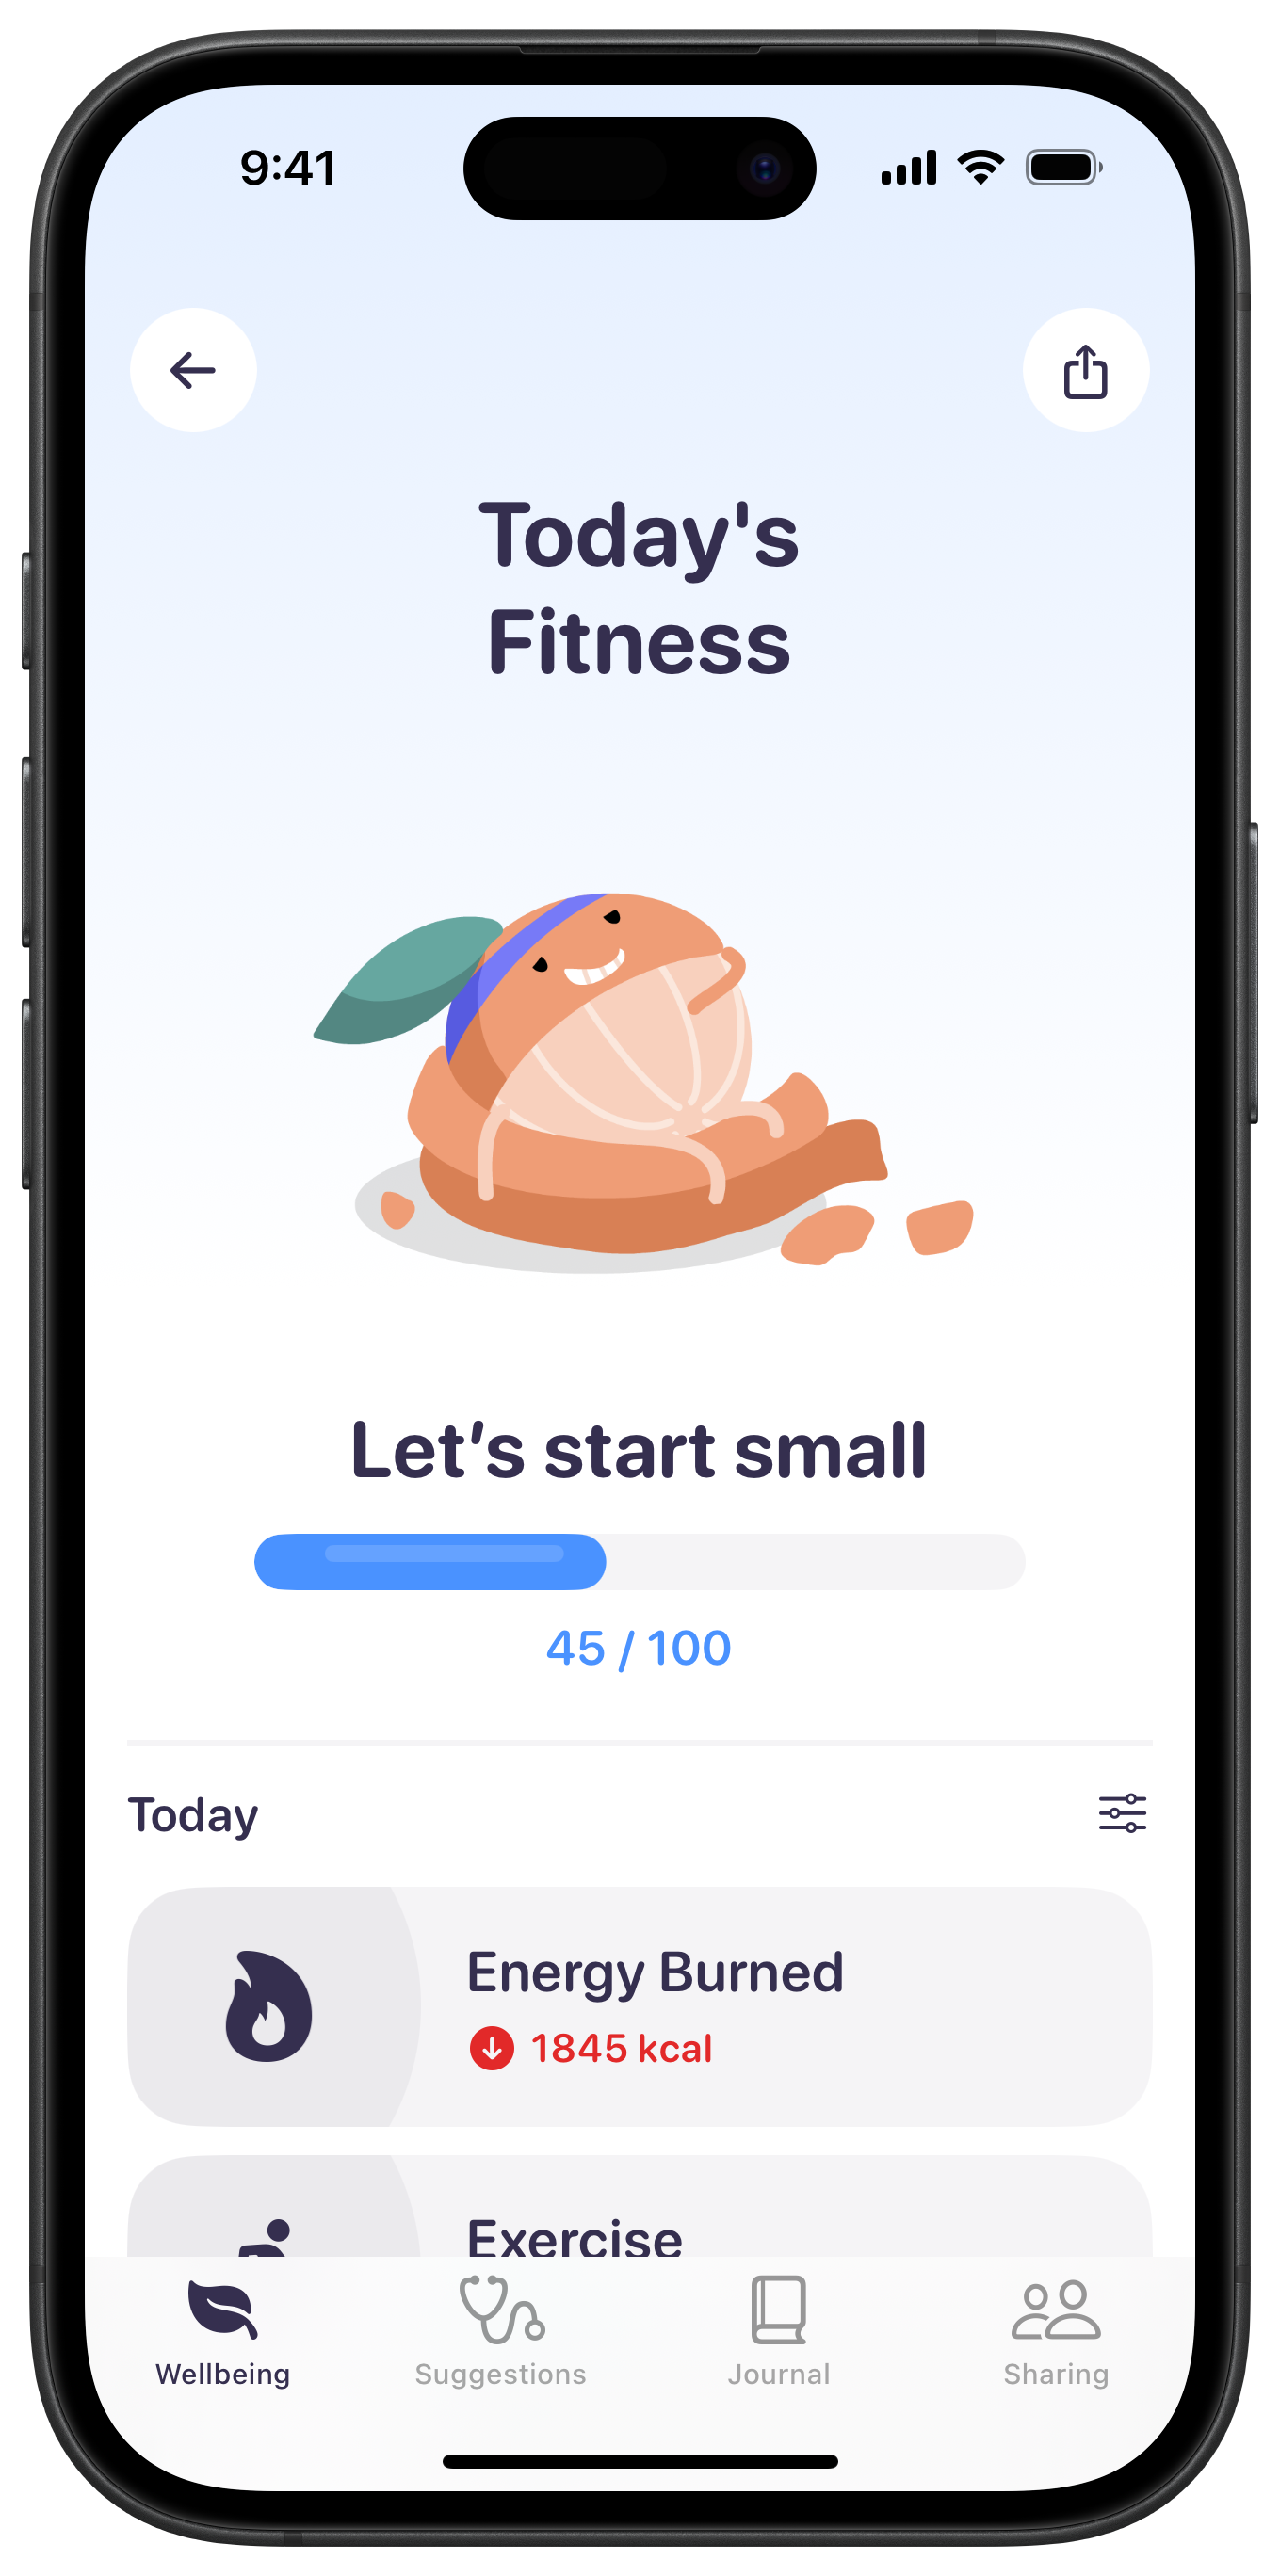 9:41
Today's
Fitness
Let’s start small
45 / 100
Today
Energy Burned
1845 kcal
Exercise
Wellbeing
Suggestions
Journal
Sharing